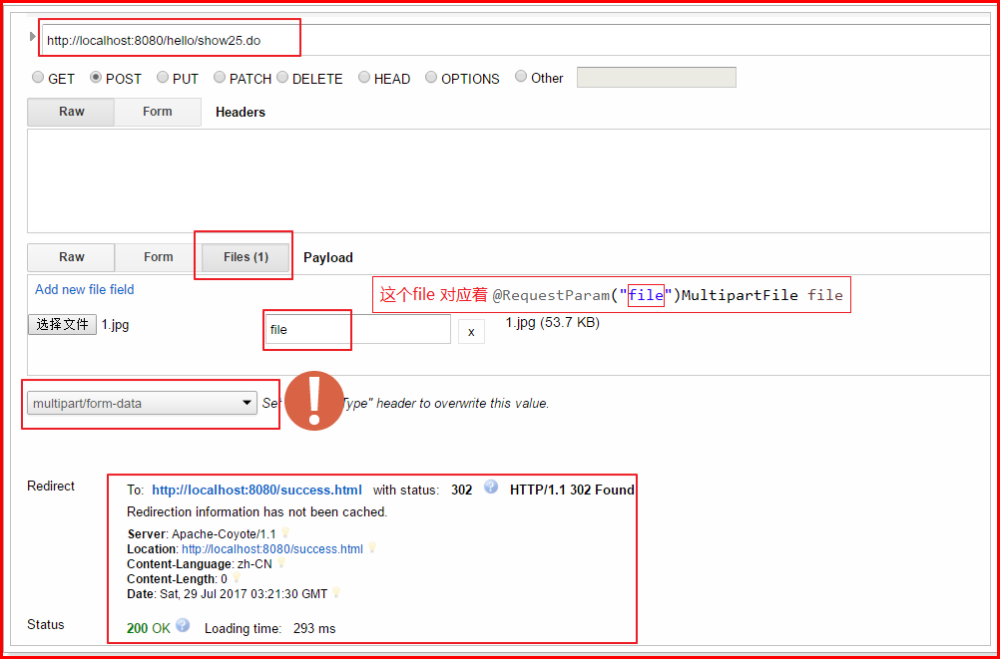 http://localhost:8080/hello/show25.do
GET POST PUT PATCH DELETE HEAD OPTIONS Other
Raw Form Headers
Raw Form Files (1) Payload
Add new file field
这个file 对应着 @RequestParam("file")MultipartFile file
选择文件 1.jpg file x 1.jpg (53.7 KB)
multipart/form-data Type" header to overwrite this value.
Redirect To: http://localhost:8080/success.html with status: 302 HTTP/1.1 302 Found
Redirection information has not been cached.
Server: Apache-Coyote/1.1
Location: http://localhost:8080/success.html
Content-Language: zh-CN
Content-Length: 0
Date: Sat, 29 Jul 2017 03:21:30 GMT
Status 200 OK Loading time: 293 ms